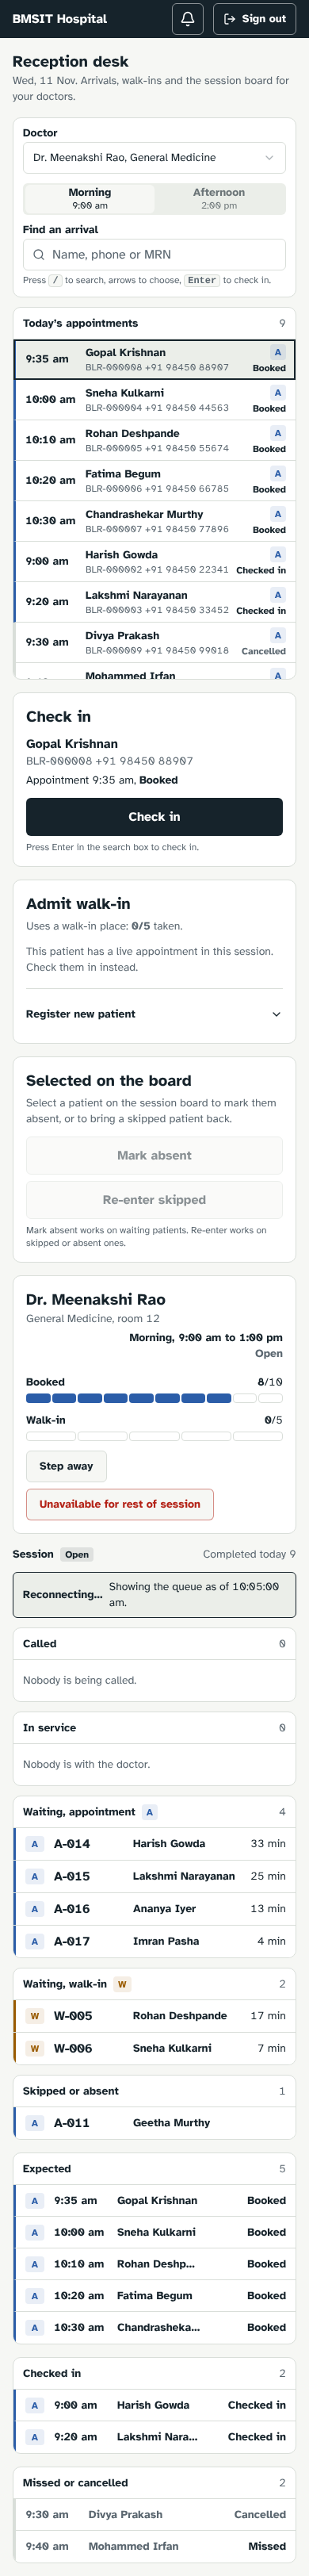 BMSIT Hospital
Sign out
Reception desk
Wed, 11 Nov. Arrivals, walk-ins and the session board for
your doctors.
Doctor
Dr. Meenakshi Rao, General Medicine
Morning
9:00 am
Afternoon
2:00 pm
Find an arrival
Name, phone or MRN
Press / to search, arrows to choose, Enter to check in.
Today's appointments 9
9:35 am Gopal Krishnan A
BLR-000008 +91 98450 88907 Booked
10:00 am Sneha Kulkarni A
BLR-000004 +91 98450 44563 Booked
10:10 am Rohan Deshpande A
BLR-000005 +91 98450 55674 Booked
10:20 am Fatima Begum A
BLR-000006 +91 98450 66785 Booked
10:30 am Chandrashekar Murthy A
BLR-000007 +91 98450 77896 Booked
9:00 am Harish Gowda A
BLR-000002 +91 98450 22341 Checked in
9:20 am Lakshmi Narayanan A
BLR-000003 +91 98450 33452 Checked in
9:30 am Divya Prakash A
BLR-000009 +91 98450 99018 Cancelled
Mohammed Irfan A
Check in
Gopal Krishnan
BLR-000008 +91 98450 88907
Appointment 9:35 am, Booked
Check in
Press Enter in the search box to check in.
Admit walk-in
Uses a walk-in place: 0/5 taken.
This patient has a live appointment in this session.
Check them in instead.
Register new patient
Selected on the board
Select a patient on the session board to mark them
absent, or to bring a skipped patient back.
Mark absent
Re-enter skipped
Mark absent works on waiting patients. Re-enter works on
skipped or absent ones.
Dr. Meenakshi Rao
General Medicine, room 12
Morning, 9:00 am to 1:00 pm
Open
Booked 8/10
Walk-in 0/5
Step away
Unavailable for rest of session
Session Open Completed today 9
Reconnecting... Showing the queue as of 10:05:00
am.
Called 0
Nobody is being called.
In service 0
Nobody is with the doctor.
Waiting, appointment A 4
A A-014 Harish Gowda 33 min
A A-015 Lakshmi Narayanan 25 min
A A-016 Ananya Iyer 13 min
A A-017 Imran Pasha 4 min
Waiting, walk-in W 2
W W-005 Rohan Deshpande 17 min
W W-006 Sneha Kulkarni 7 min
Skipped or absent 1
A A-011 Geetha Murthy
Expected 5
A 9:35 am Gopal Krishnan Booked
A 10:00 am Sneha Kulkarni Booked
A 10:10 am Rohan Deshp... Booked
A 10:20 am Fatima Begum Booked
A 10:30 am Chandrasheka... Booked
Checked in 2
A 9:00 am Harish Gowda Checked in
A 9:20 am Lakshmi Nara... Checked in
Missed or cancelled 2
9:30 am Divya Prakash Cancelled
9:40 am Mohammed Irfan Missed